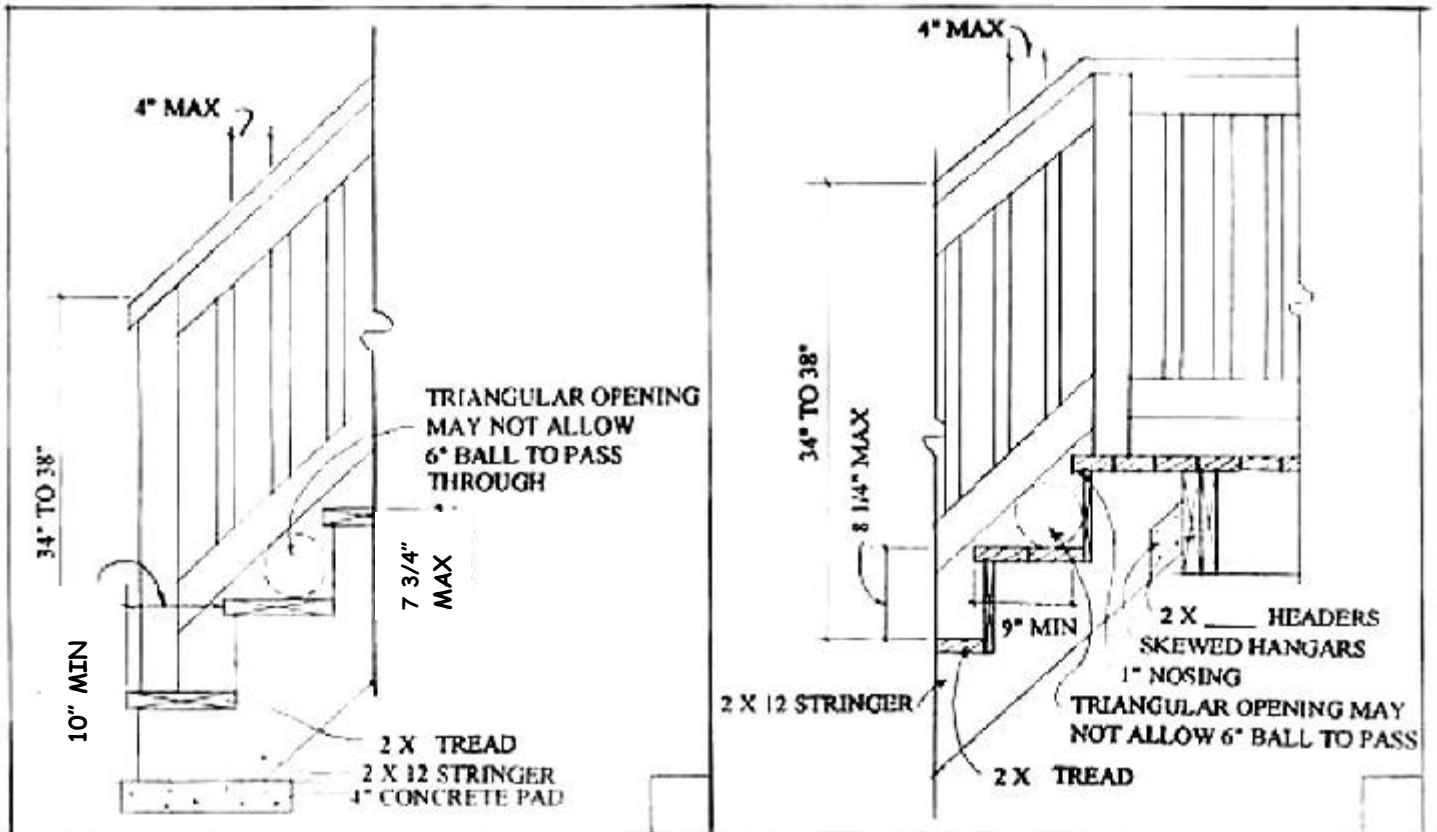 4" MAX
34" TO 38"
TRIANGULAR OPENING
MAY NOT ALLOW
6" BALL TO PASS
THROUGH
7 3/4"
MAX
10" MIN
2 X TREAD
2 X 12 STRINGER
4" CONCRETE PAD
4" MAX
34" TO 38"
8 1/4" MAX
9" MIN
2 X ____ HEADERS
SKEWED HANGARS
1" NOSING
TRIANGULAR OPENING MAY
NOT ALLOW 6" BALL TO PASS
2 X 12 STRINGER
2 X TREAD